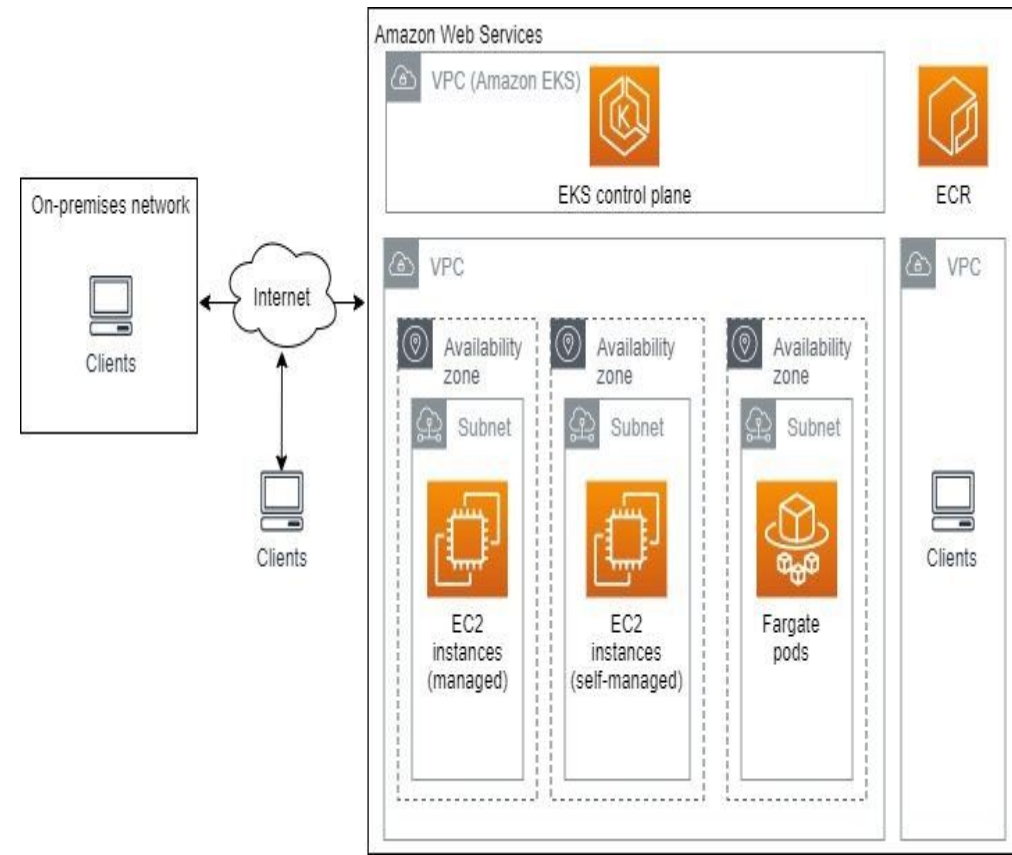 Amazon Web Services
VPC (Amazon EKS)
EKS control plane
ECR
On-premises network
Clients
Internet
Clients
VPC
Availability
zone
Subnet
EC2
instances
(managed)
Availability
zone
Subnet
EC2
instances
(self-managed)
Availability
zone
Subnet
Fargate
pods
VPC
Clients